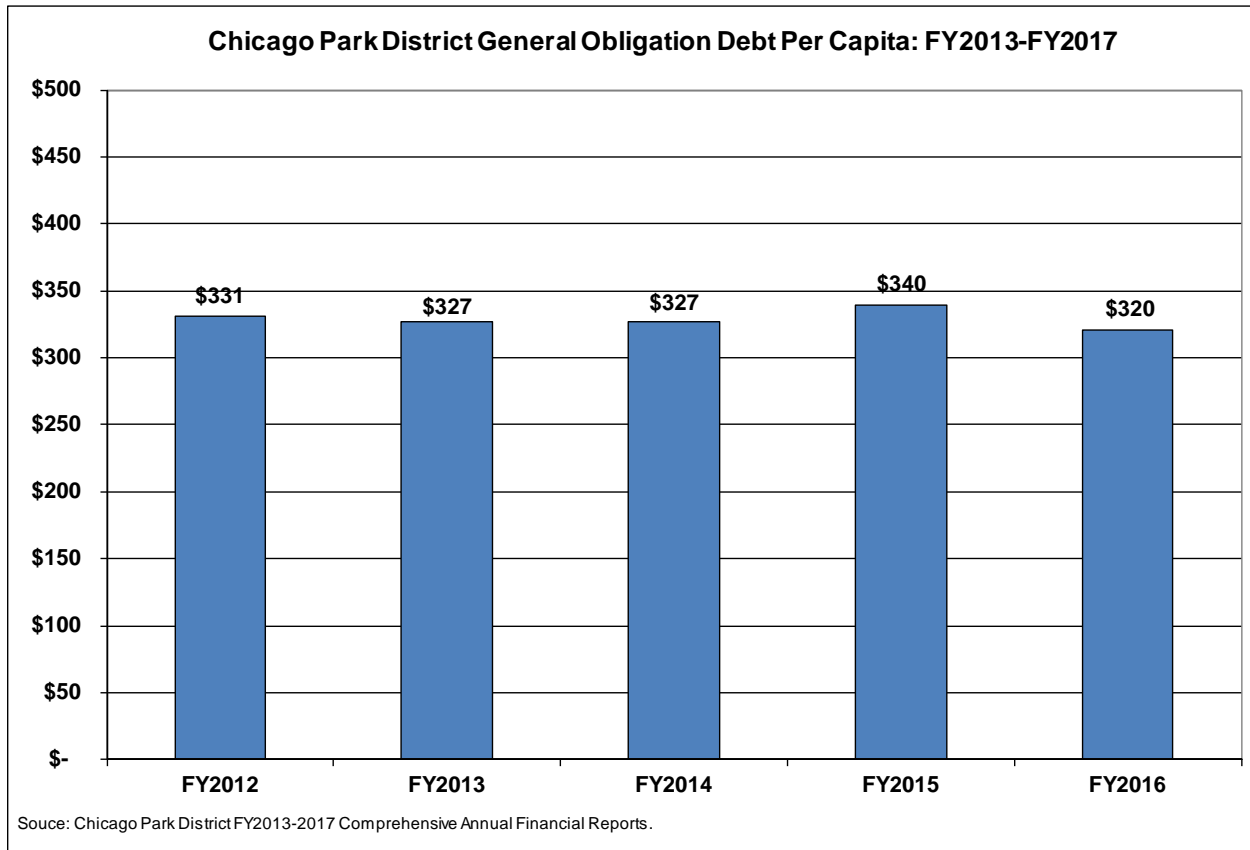 Chicago Park District General Obligation Debt Per Capita: FY2013-FY2017
$500
$450
$400
$350
$300
$250
$200
$150
$100
$50
$-
$331
$327
$327
$340
$320
FY2012
FY2013
FY2014
FY2015
FY2016
Souce: Chicago Park District FY2013-2017 Comprehensive Annual Financial Reports.